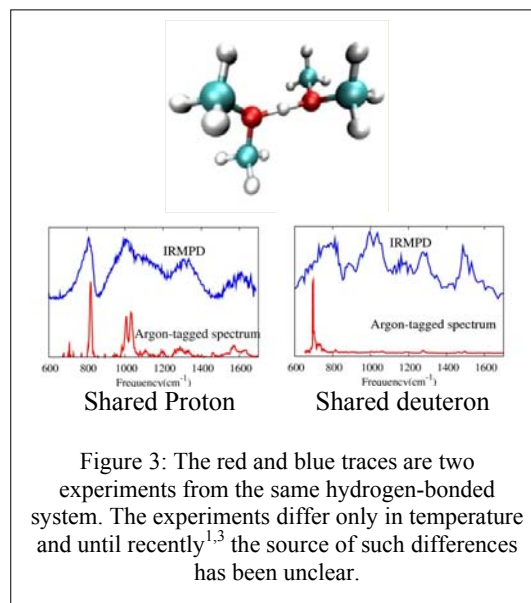 IRMPD
Argon-tagged spectrum
600 800 1000 1200 1400 1600
Frequency(cm-1)
Shared Proton
IRMPD
Argon-tagged spectrum
600 800 1000 1200 1400 1600
Frequency(cm-1)
Shared deuteron
Figure 3: The red and blue traces are two
experiments from the same hydrogen-bonded
system. The experiments differ only in temperature
and until recently1,3 the source of such differences
has been unclear.